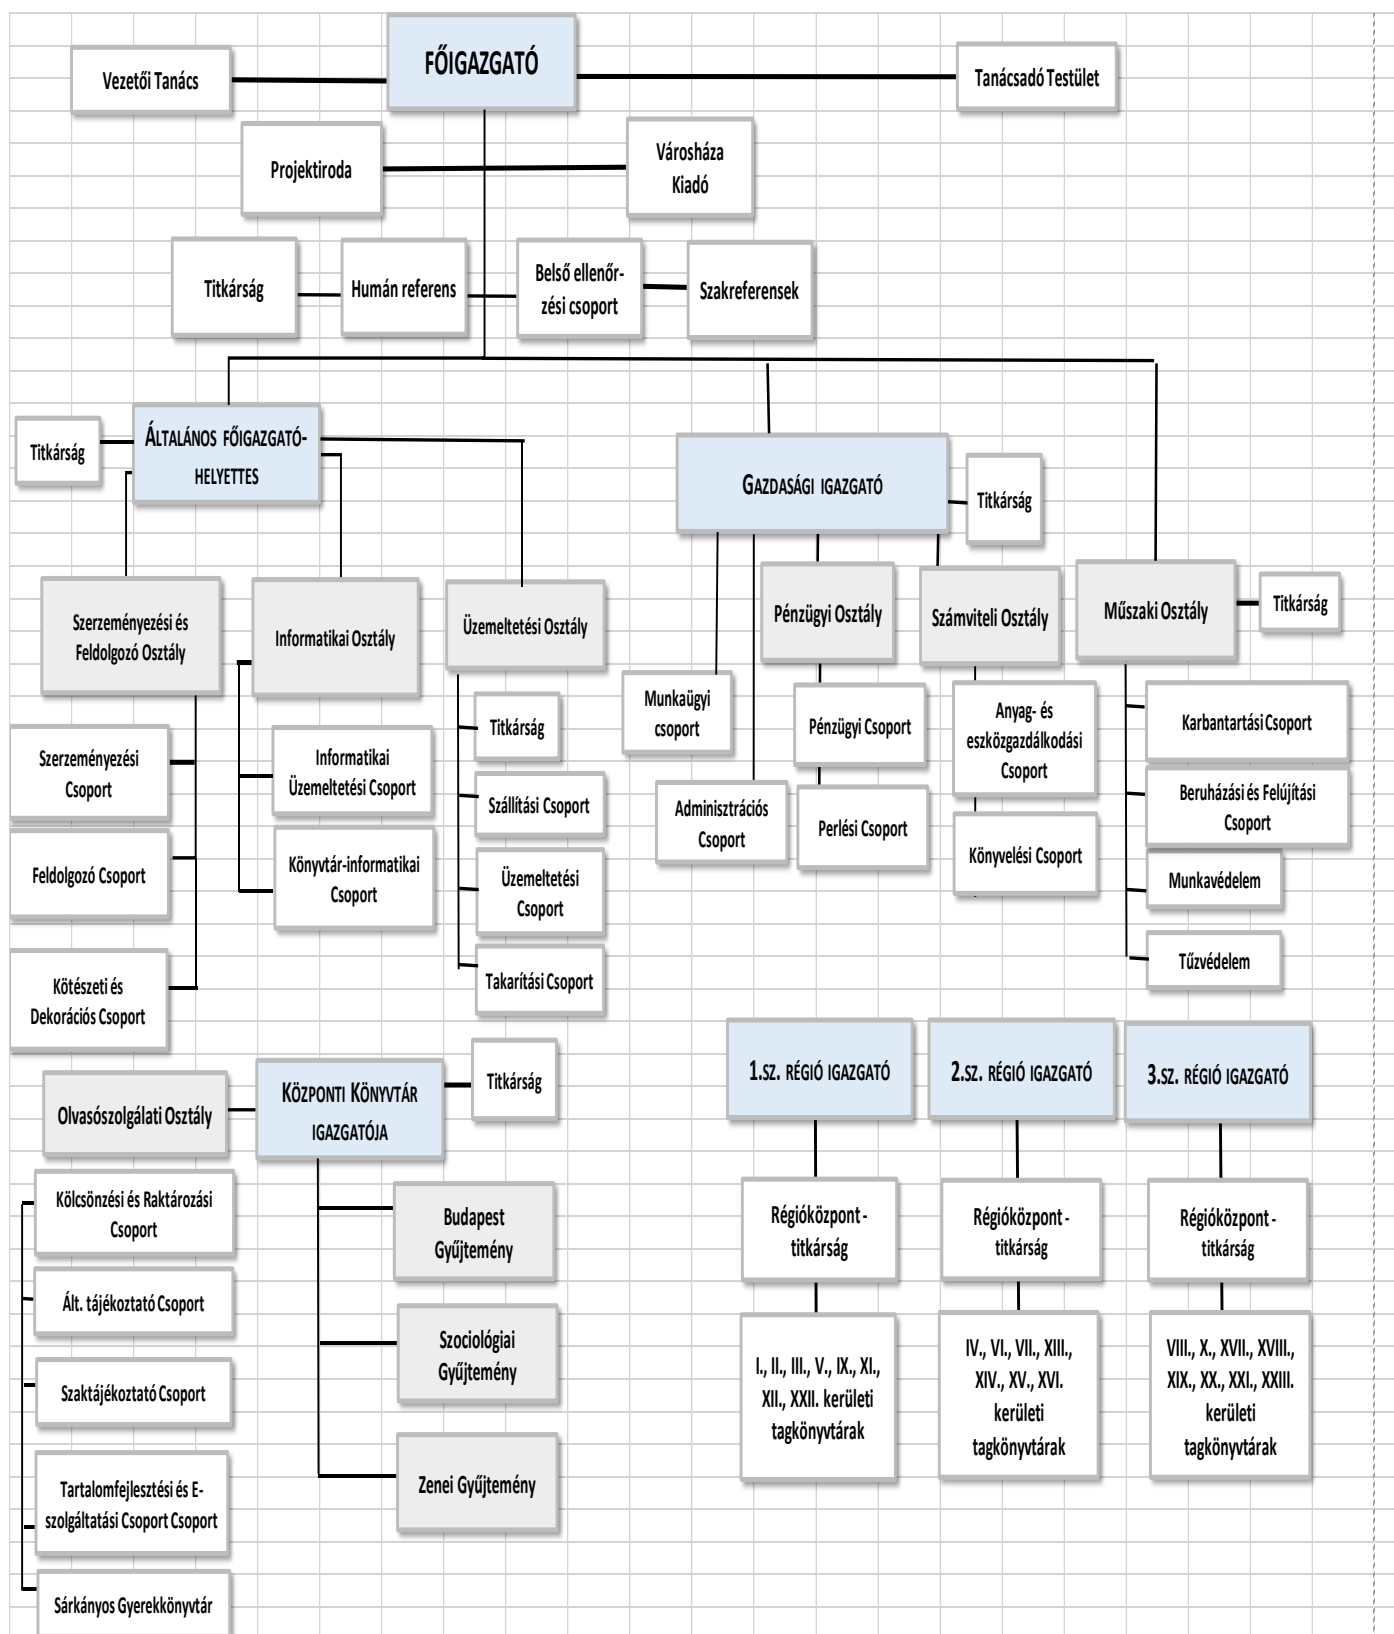 FŐIGAZGATÓ
Vezetői Tanács
Tanácsadó Testület
Projektiroda
Városháza
Kiadó
Titkárság
Humán referens
Belső ellenőr-
zési csoport
Szakreferensek
Titkárság
ÁLTALÁNOS FŐIGAZGATÓ-
HELYETTES
GAZDASÁGI IGAZGATÓ
Titkárság
Szerzeményezési és
Feldolgozó Osztály
Informatikai Osztály
Üzemeltetési Osztály
Pénzügyi Osztály
Számviteli Osztály
Műszaki Osztály
Titkárság
Szerzeményezési
Csoport
Feldolgozó Csoport
Kötészeti és
Dekorációs Csoport
Informatikai
Üzemeltetési Csoport
Könyvtár-informatikai
Csoport
Titkárság
Szállítási Csoport
Üzemeltetési
Csoport
Takarítási Csoport
Munkaügyi
csoport
Adminisztrációs
Csoport
Pénzügyi Csoport
Perlési Csoport
Anyag- és
eszközgazdálkodási
Csoport
Könyvelési Csoport
Karbantartási Csoport
Beruházási és Felújítási
Csoport
Munkavédelem
Tűzvédelem
Olvasószolgálati Osztály
KÖZPONTI KÖNYVTÁR
IGAZGATÓJA
Titkárság
Kölcsönzési és Raktározási
Csoport
Ált. tájékoztató Csoport
Szaktájékoztató Csoport
Tartalomfejlesztési és E-
szolgáltatási Csoport Csoport
Sárkányos Gyerekkönyvtár
Budapest
Gyűjtemény
Szociológiai
Gyűjtemény
Zenei Gyűjtemény
1.SZ. RÉGIÓ IGAZGATÓ
2.SZ. RÉGIÓ IGAZGATÓ
3.SZ. RÉGIÓ IGAZGATÓ
Régióközpont -
titkárság
Régióközpont -
titkárság
Régióközpont -
titkárság
I., II., III., V., IX., XI.,
XII., XXII. kerületi
tagkönyvtárak
IV., VI., VII., XIII.,
XIV., XV., XVI.
kerületi
tagkönyvtárak
VIII., X., XVII., XVIII.,
XIX., XX., XXI., XXIII.
kerületi
tagkönyvtárak